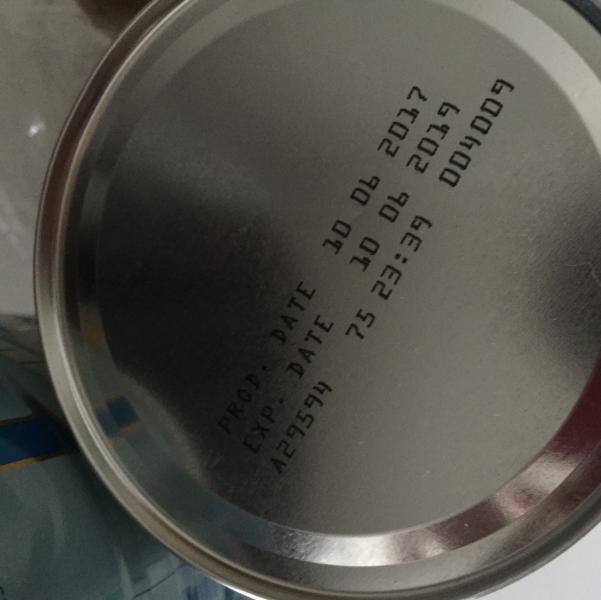 PROD. DATE 10 06 2017
EXP. DATE 10 06 2019
A29594 75 23:39 004009